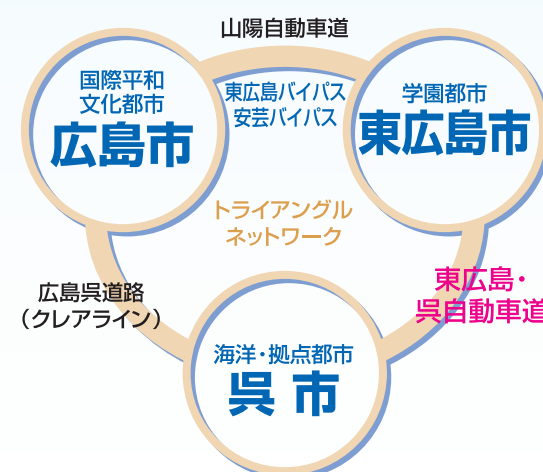 山陽自動車道
国際平和
文化都市
広島市
東広島バイパス
安芸バイパス
学園都市
東広島市
トライアングル
ネットワーク
広島呉道路
（クレアライン）
東広島・
呉自動車道
海洋・拠点都市
呉 市